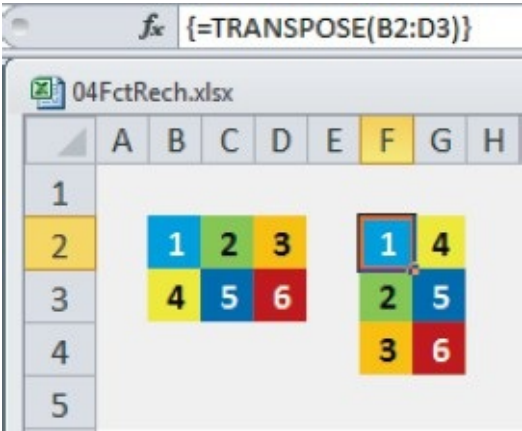 fx {=TRANSPOSE(B2:D3)}
04FctRech.xlsx
A B C D E F G H
1
2 1 2 3 1 4
3 4 5 6 2 5
4 3 6
5